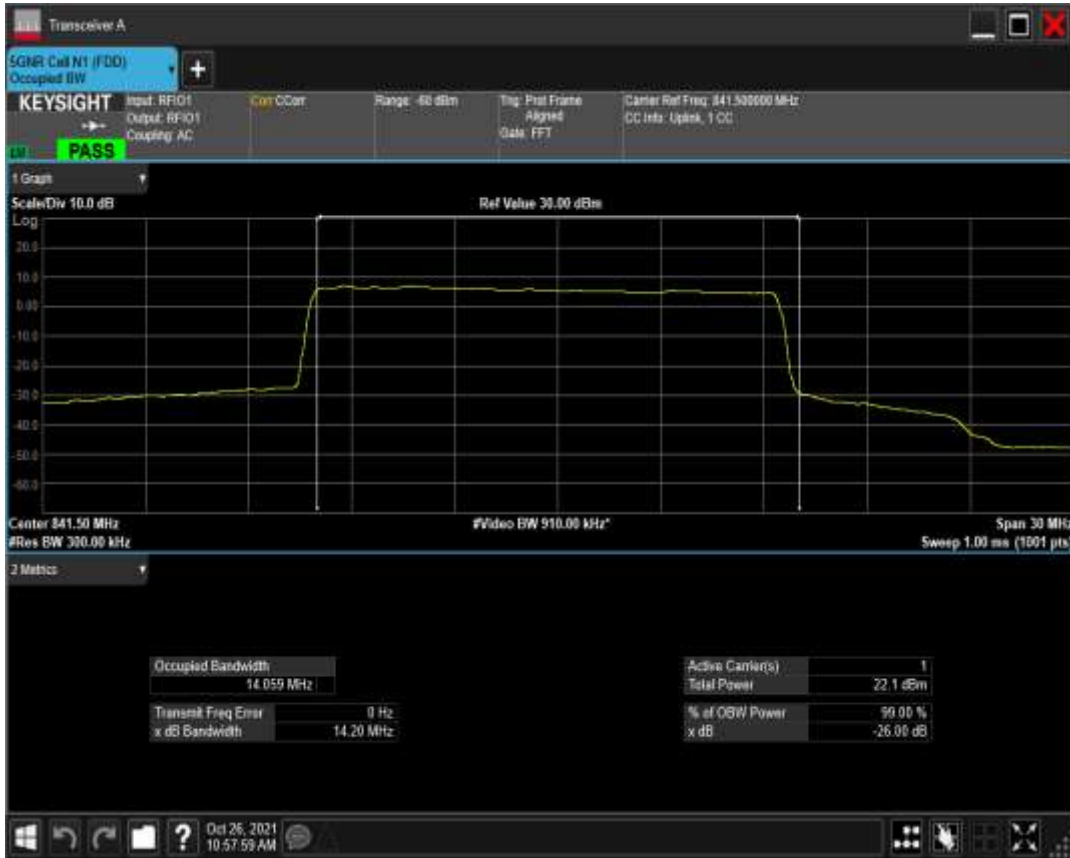 Transceiver A
5GNR Cell N1 (FDD)
Occupied BW
+
KEYSIGHT
Input: RFIO1
Output: RFIO1
Coupling: AC
Corr CCorr
Range: -60 dBm
Trig: Prot Frame
Aligned
Gate: FFT
Carrier Ref Freq: 841.500000 MHz
CC Info: Uplink, 1 CC
PASS
1 Graph
Scale/Div 10.0 dB
Ref Value 30.00 dBm
Log
20.0
10.0
0.00
-10.0
-20.0
-30.0
-40.0
-50.0
-60.0
Center 841.50 MHz
#Video BW 910.00 kHz*
Span 30 MHz
#Res BW 300.00 kHz
Sweep 1.00 ms (1001 pts)
2 Metrics
Occupied Bandwidth
14.059 MHz
Transmit Freq Error 0 Hz
x dB Bandwidth 14.20 MHz
Active Carrier(s) 1
Total Power 22.1 dBm
% of OBW Power 99.00 %
x dB -26.00 dB
?
Oct 26, 2021
10:57:59 AM